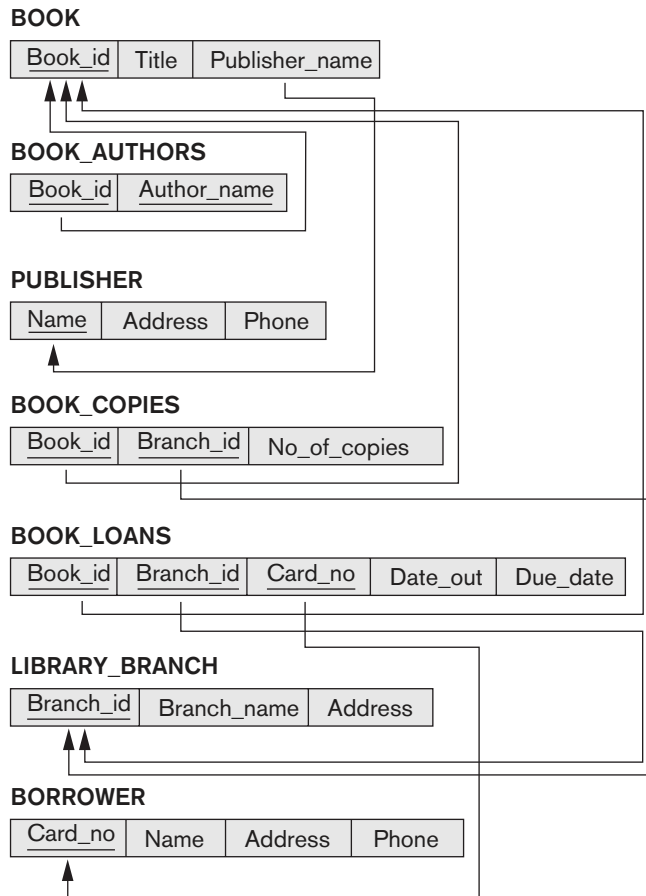 BOOK
Book_id Title Publisher_name
BOOK_AUTHORS
Book_id Author_name
PUBLISHER
Name Address Phone
BOOK_COPIES
Book_id Branch_id No_of_copies
BOOK_LOANS
Book_id Branch_id Card_no Date_out Due_date
LIBRARY_BRANCH
Branch_id Branch_name Address
BORROWER
Card_no Name Address Phone